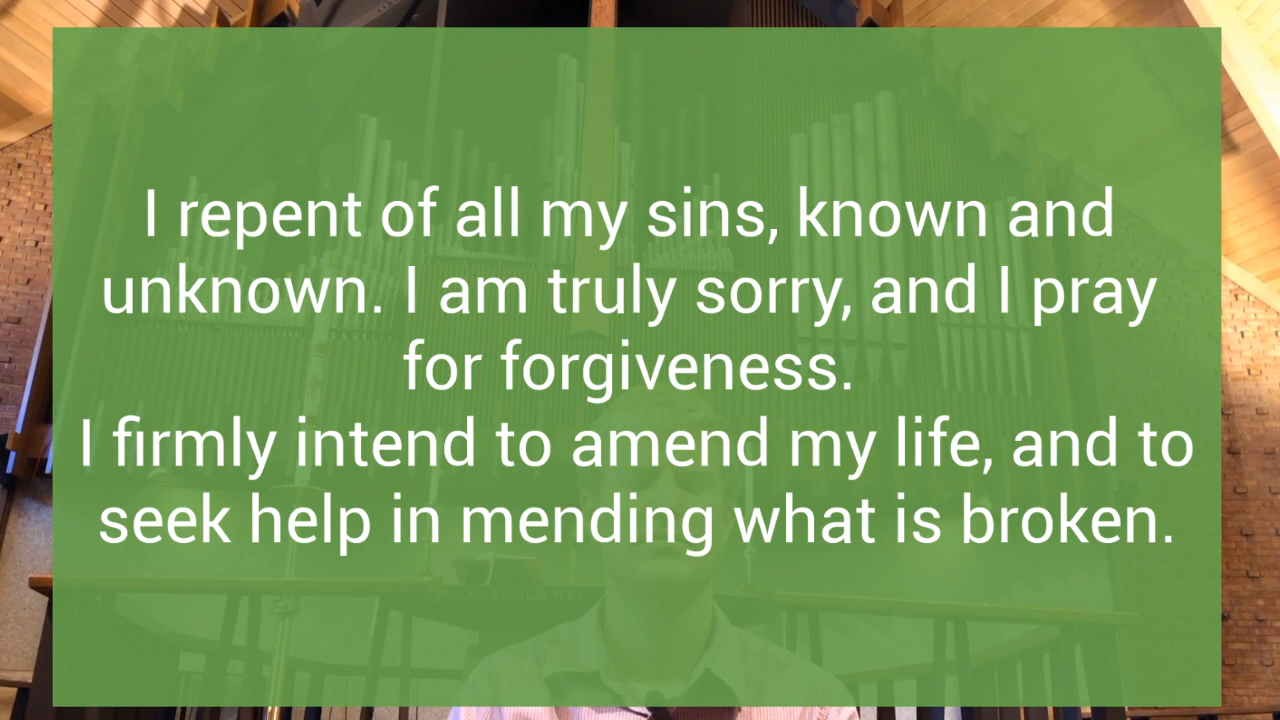 I repent of all my sins, known and
unknown. I am truly sorry, and I pray
for forgiveness.
I firmly intend to amend my life, and to
seek help in mending what is broken.